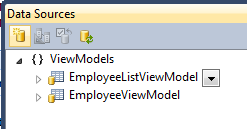 Data Sources
{} ViewModels
EmployeeListViewModel
EmployeeViewModel